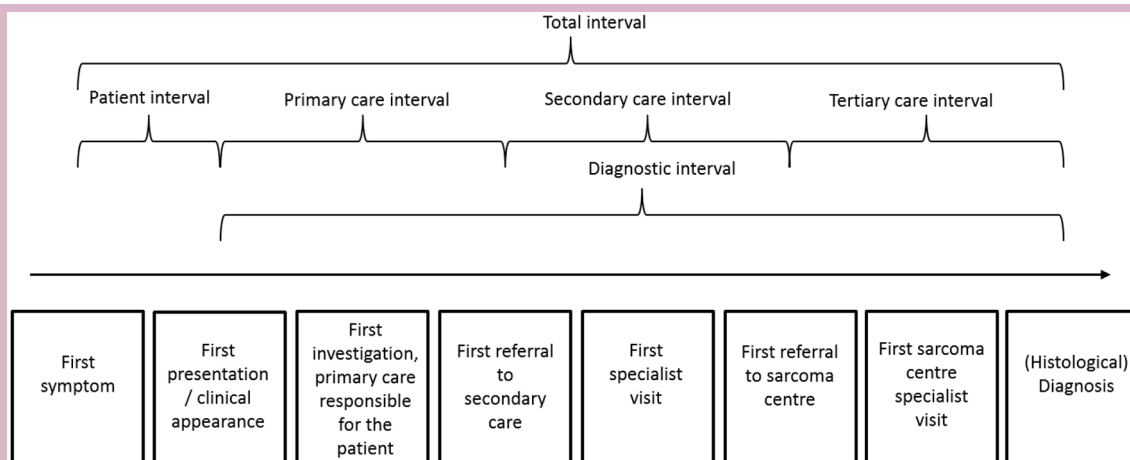 Total interval
Patient interval
Primary care interval
Secondary care interval
Tertiary care interval
Diagnostic interval
First
symptom
First
presentation
/ clinical
appearance
First
investigation,
primary care
responsible
for the
patient
First referral
to
secondary
care
First
specialist
visit
First referral
to sarcoma
centre
First sarcoma
centre
specialist
visit
(Histological)
Diagnosis